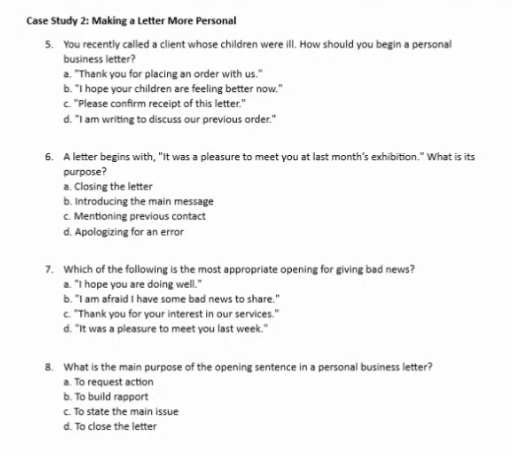 Case Study 2: Making a Letter More Personal
5. You recently called a client whose children were ill. How should you begin a personal
business letter?
a. "Thank you for placing an order with us."
b. "I hope your children are feeling better now."
c. "Please confirm receipt of this letter."
d. "I am writing to discuss our previous order."
6. A letter begins with, "It was a pleasure to meet you at last month's exhibition." What is its
purpose?
a. Closing the letter
b. Introducing the main message
c. Mentioning previous contact
d. Apologizing for an error
7. Which of the following is the most appropriate opening for giving bad news?
a. "I hope you are doing well."
b. "I am afraid I have some bad news to share."
c. "Thank you for your interest in our services."
d. "It was a pleasure to meet you last week."
8. What is the main purpose of the opening sentence in a personal business letter?
a. To request action
b. To build rapport
c. To state the main issue
d. To close the letter